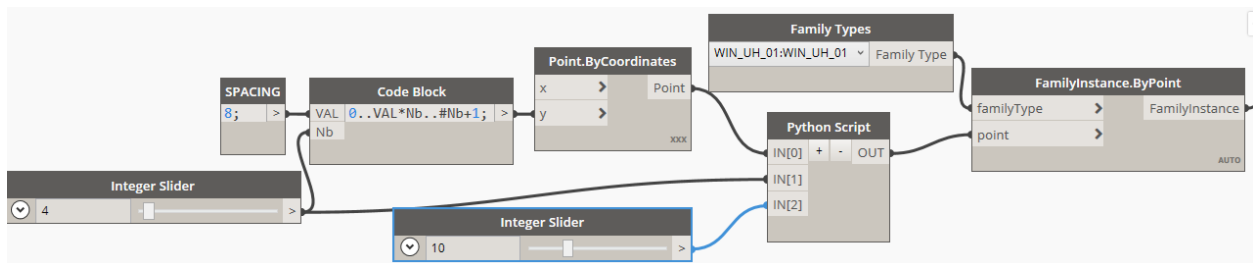 Family Types
WIN_UH_01:WIN_UH_01 Family Type
Point.ByCoordinates
x > Point
y >
xxx
SPACING
8; >
Code Block
VAL 0..VAL*Nb..#Nb+1; >
Nb
FamilyInstance.ByPoint
familyType > FamilyInstance
point >
AUTO
Python Script
IN[0] + - OUT
IN[1]
IN[2]
Integer Slider
4 >
Integer Slider
10 >